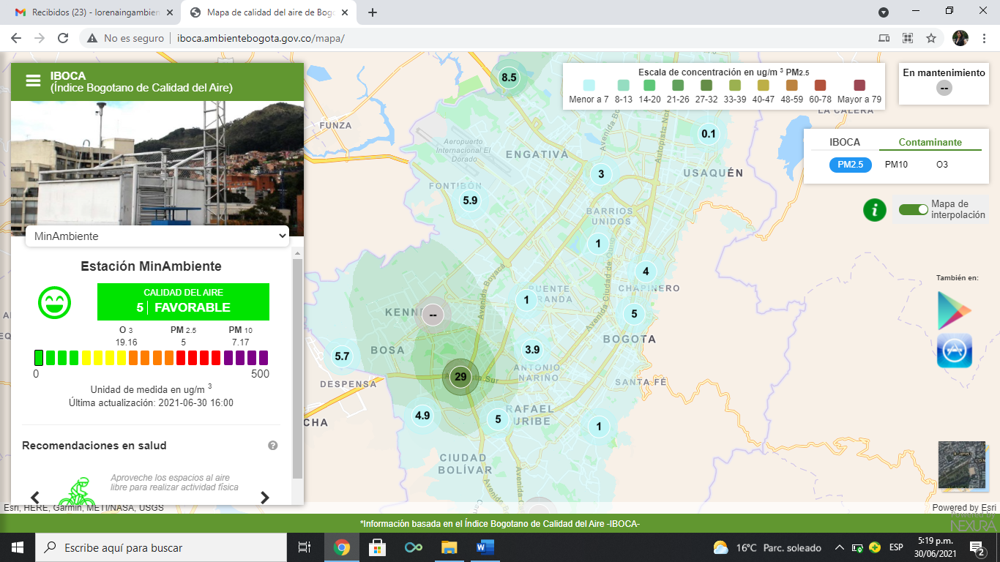 Recibidos (23) - lorenaingambien
Mapa de calidad del aire de Bogo
No es seguro
iboca.ambientebogota.gov.co/mapa/
IBOCA
(Índice Bogotano de Calidad del Aire)
MinAmbiente
Estación MinAmbiente
CALIDAD DEL AIRE
5 | FAVORABLE
O 3 PM 2.5 PM 10
19.16 5 7.17
0 500
Unidad de medida en ug/m 3
Última actualización: 2021-06-30 16:00
Recomendaciones en salud
?
Aproveche los espacios al aire
libre para realizar actividad física
Esri, HERE, Garmin, METI/NASA, USGS
Escala de concentración en ug/m 3 PM2.5
Menor a 7 8-13 14-20 21-26 27-32 33-39 40-47 48-59 60-78 Mayor a 79
En mantenimiento
--
IBOCA Contaminante
PM2.5 PM10 O3
i
Mapa de
interpolación
También en:
8.5
LA CALERA
FUNZA
0.1
Aeropuerto
Internacional El
Dorado
ENGATIVÁ
Avenida Bo
Autopista Nor
3
USAQUÉN
FONTIBÓN
5.9
BARRIOS
UNIDOS
1
Avenida Boyacá
Avenida Ciudad de Quito
4
CHAPINERO
PUENTE
ARANDA
1
5
KENN
--
BOGOTA
BOSA
5.7
3.9
ANTONIO
NARIÑO
DESPENSA
29
Sur
SANTA FÉ
RAFAEL
URIBE
4.9
5
1
CHA
CIUDAD
BOLÍVAR
Powered by Esri
Powered by
NEXURA
*Información basada en el Índice Bogotano de Calidad del Aire -IBOCA-
Escribe aquí para buscar
16°C Parc. soleado
ESP
5:19 p.m.
30/06/2021
2